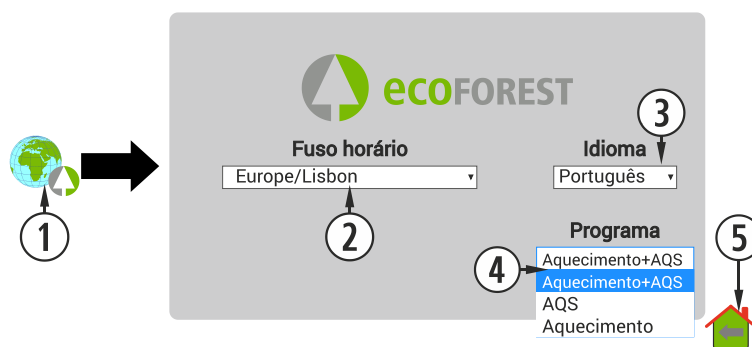 ecoFOREST
3
Fuso horário
Idioma
Europe/Lisbon
Português
1
2
Programa
5
4
Aquecimento+AQS
Aquecimento+AQS
AQS
Aquecimento